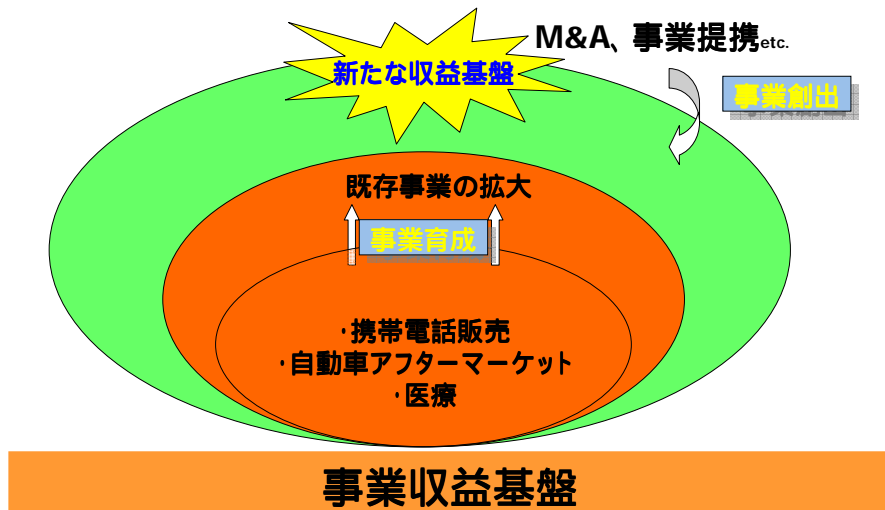 M&A、事業提携etc.
新たな収益基盤
事業創出
既存事業の拡大
事業育成
・携帯電話販売
・自動車アフターマーケット
・医療
事業収益基盤